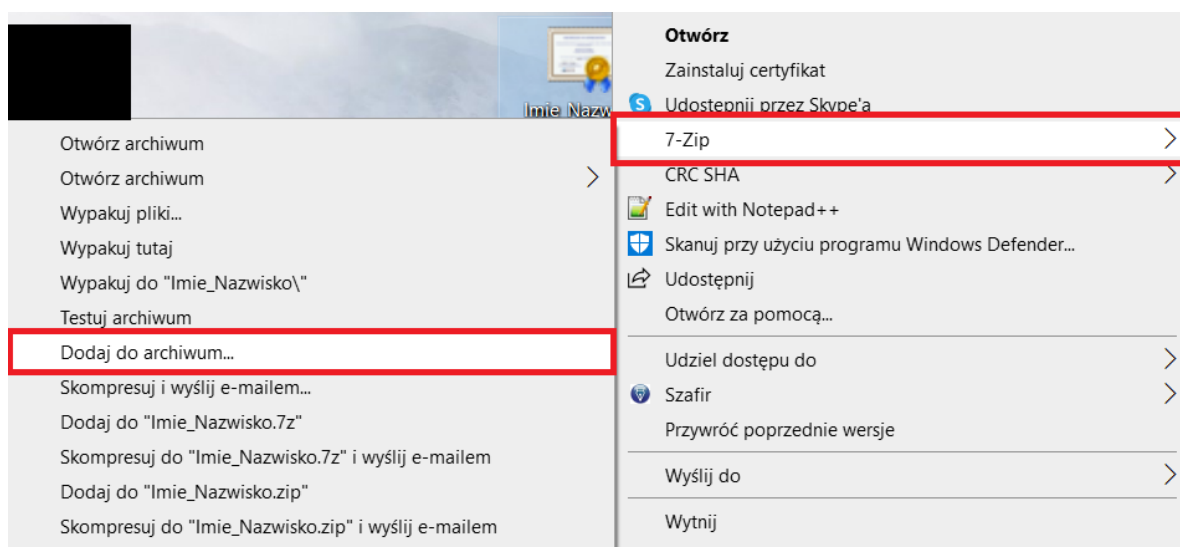 Imie_Nazw
Otwórz archiwum
Otwórz archiwum
Wypakuj pliki...
Wypakuj tutaj
Wypakuj do "Imie_Nazwisko\"
Testuj archiwum
Dodaj do archiwum...
Skompresuj i wyślij e-mailem...
Dodaj do "Imie_Nazwisko.7z"
Skompresuj do "Imie_Nazwisko.7z" i wyślij e-mailem
Dodaj do "Imie_Nazwisko.zip"
Skompresuj do "Imie_Nazwisko.zip" i wyślij e-mailem
Otwórz
Zainstaluj certyfikat
Udostępnij przez Skype'a
7-Zip
CRC SHA
Edit with Notepad++
Skanuj przy użyciu programu Windows Defender...
Udostępnij
Otwórz za pomocą...
Udziel dostępu do
Szafir
Przywróć poprzednie wersje
Wyślij do
Wytnij